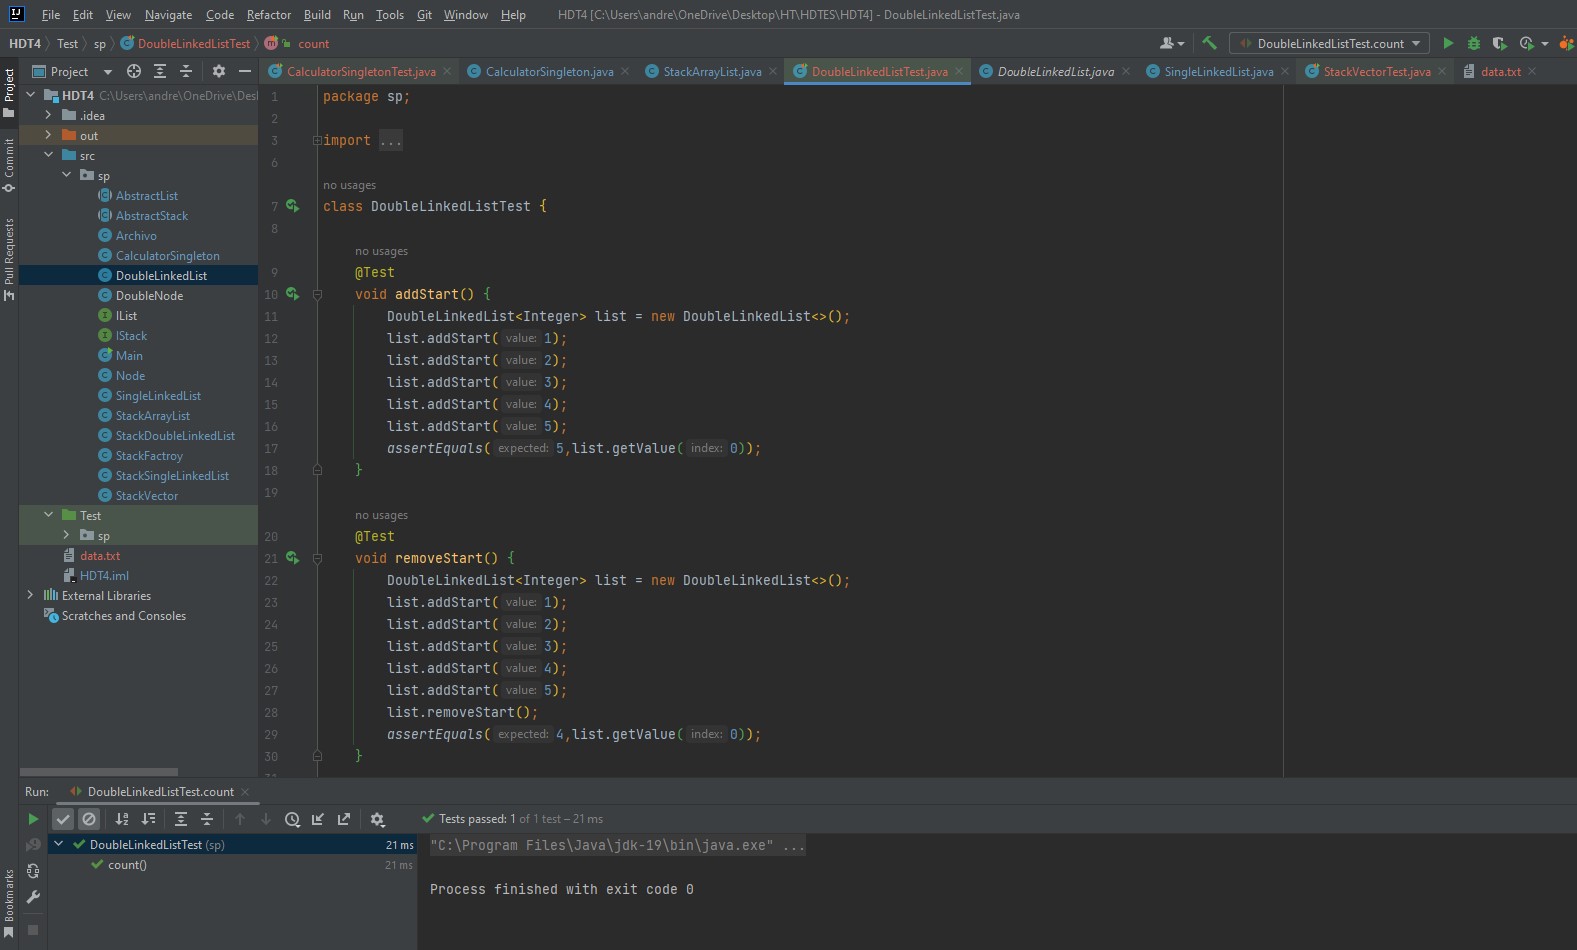 File Edit View Navigate Code Refactor Build Run Tools Git Window Help HDT4 [C:\Users\andre\OneDrive\Desktop\HT\HDTES\HDT4] - DoubleLinkedListTest.java
HDT4 Test sp DoubleLinkedListTest count DoubleLinkedListTest.count
Project CalculatorSingletonTest.java CalculatorSingleton.java StackArrayList.java DoubleLinkedListTest.java DoubleLinkedList.java SingleLinkedList.java StackVectorTest.java data.txt
Project
Commit
Pull Requests
Bookmarks
HDT4 C:\Users\andre\OneDrive\Des
.idea
out
src
sp
AbstractList
AbstractStack
Archivo
CalculatorSingleton
DoubleLinkedList
DoubleNode
IList
IStack
Main
Node
SingleLinkedList
StackArrayList
StackDoubleLinkedList
StackFactroy
StackSingleLinkedList
StackVector
Test
sp
data.txt
HDT4.iml
External Libraries
Scratches and Consoles
1 package sp;
2
3 import ...
6
no usages
7 class DoubleLinkedListTest {
8
no usages
9 @Test
10 void addStart() {
11 DoubleLinkedList<Integer> list = new DoubleLinkedList<>();
12 list.addStart( value: 1);
13 list.addStart( value: 2);
14 list.addStart( value: 3);
15 list.addStart( value: 4);
16 list.addStart( value: 5);
17 assertEquals( expected: 5,list.getValue( index: 0));
18 }
19
no usages
20 @Test
21 void removeStart() {
22 DoubleLinkedList<Integer> list = new DoubleLinkedList<>();
23 list.addStart( value: 1);
24 list.addStart( value: 2);
25 list.addStart( value: 3);
26 list.addStart( value: 4);
27 list.addStart( value: 5);
28 list.removeStart();
29 assertEquals( expected: 4,list.getValue( index: 0));
30 }
Run: DoubleLinkedListTest.count
Tests passed: 1 of 1 test – 21 ms
DoubleLinkedListTest (sp) 21 ms
count() 21 ms
"C:\Program Files\Java\jdk-19\bin\java.exe" ...
Process finished with exit code 0